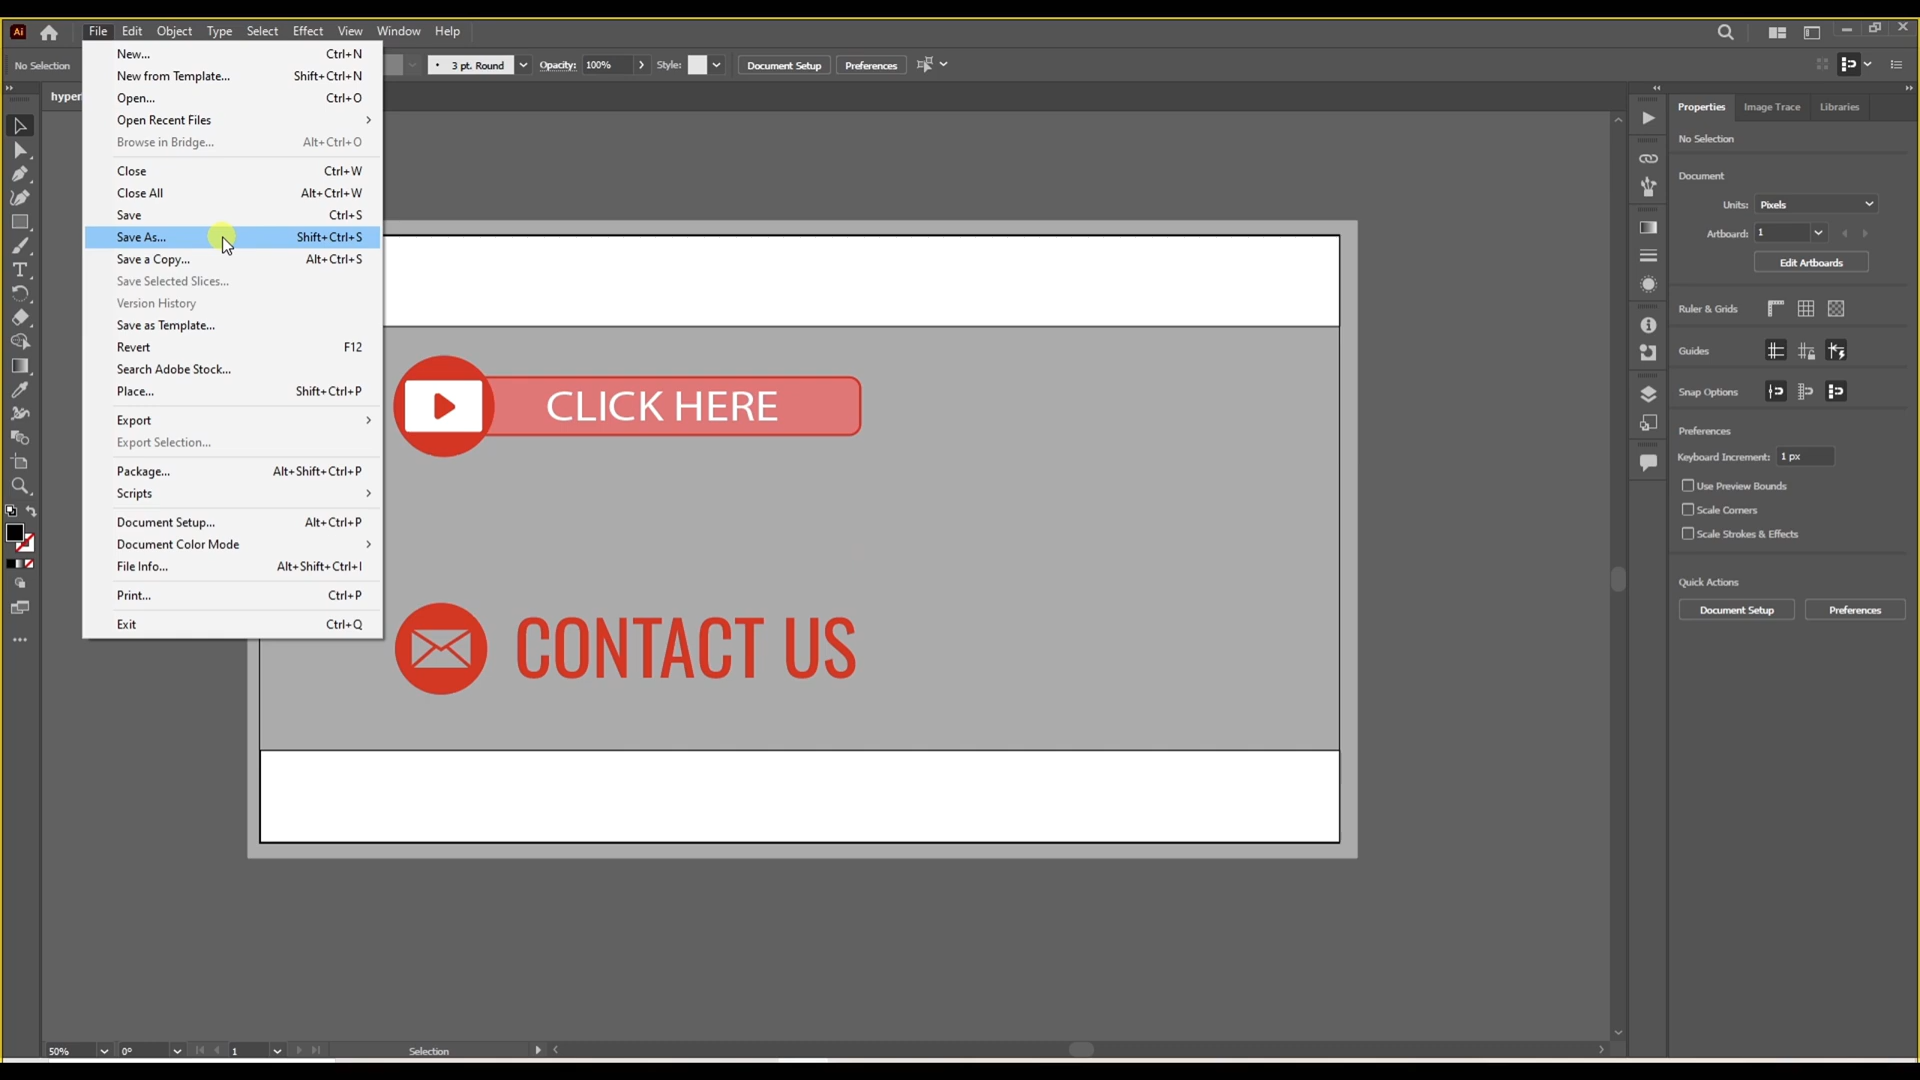 Ai File Edit Object Type Select Effect View Window Help
No Selection
3 pt. Round Opacity: 100% Style: Document Setup Preferences
hyper
New... Ctrl+N
New from Template... Shift+Ctrl+N
Open... Ctrl+O
Open Recent Files
Browse in Bridge... Alt+Ctrl+O
Close Ctrl+W
Close All Alt+Ctrl+W
Save Ctrl+S
Save As... Shift+Ctrl+S
Save a Copy... Alt+Ctrl+S
Save Selected Slices...
Version History
Save as Template...
Revert F12
Search Adobe Stock...
Place... Shift+Ctrl+P
Export
Export Selection...
Package... Alt+Shift+Ctrl+P
Scripts
Document Setup... Alt+Ctrl+P
Document Color Mode
File Info... Alt+Shift+Ctrl+I
Print... Ctrl+P
Exit Ctrl+Q
CLICK HERE
CONTACT US
Properties Image Trace Libraries
No Selection
Document
Units: Pixels
Artboard: 1
Edit Artboards
Ruler & Grids
Guides
Snap Options
Preferences
Keyboard Increment: 1 px
Use Preview Bounds
Scale Corners
Scale Strokes & Effects
Quick Actions
Document Setup Preferences
50% 0° 1 Selection